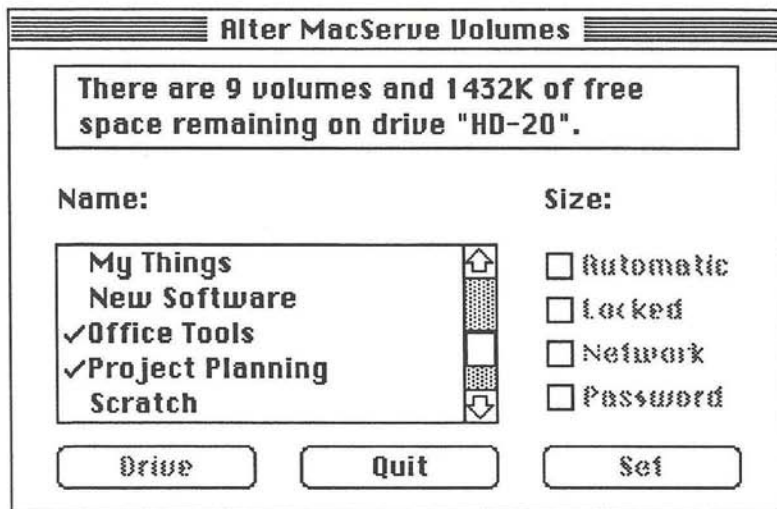 Alter MacServe Volumes
There are 9 volumes and 1432K of free
space remaining on drive "HD-20".
Name:
Size:
My Things
New Software
✓Office Tools
✓Project Planning
Scratch
Automatic
Locked
Network
Password
Drive
Quit
Set